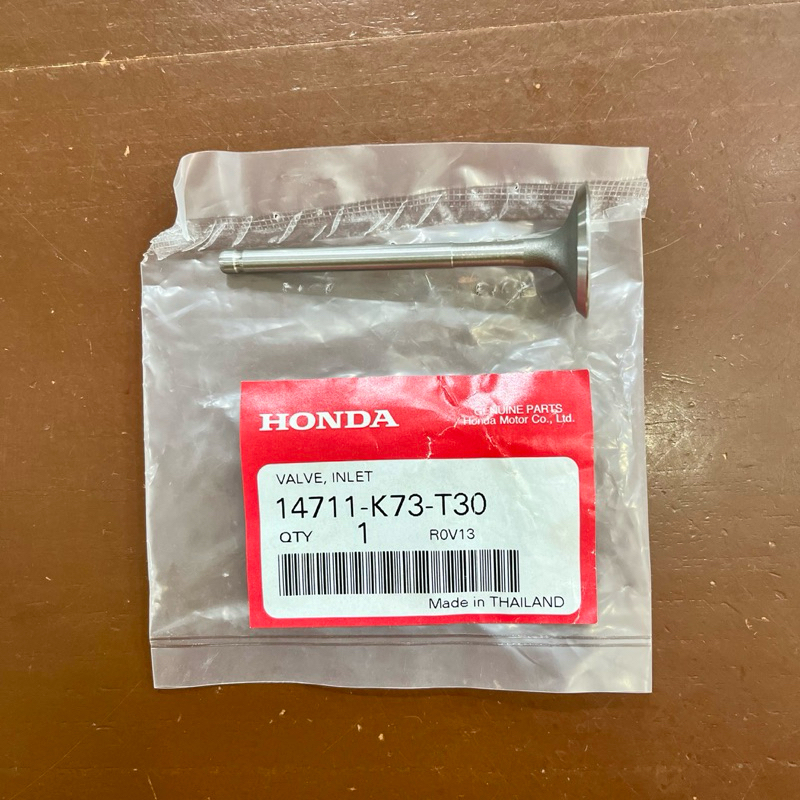 HONDA
GENUINE PARTS
Honda Motor Co., Ltd.
VALVE, INLET
14711-K73-T30
QTY 1 R0V13
Made in THAILAND